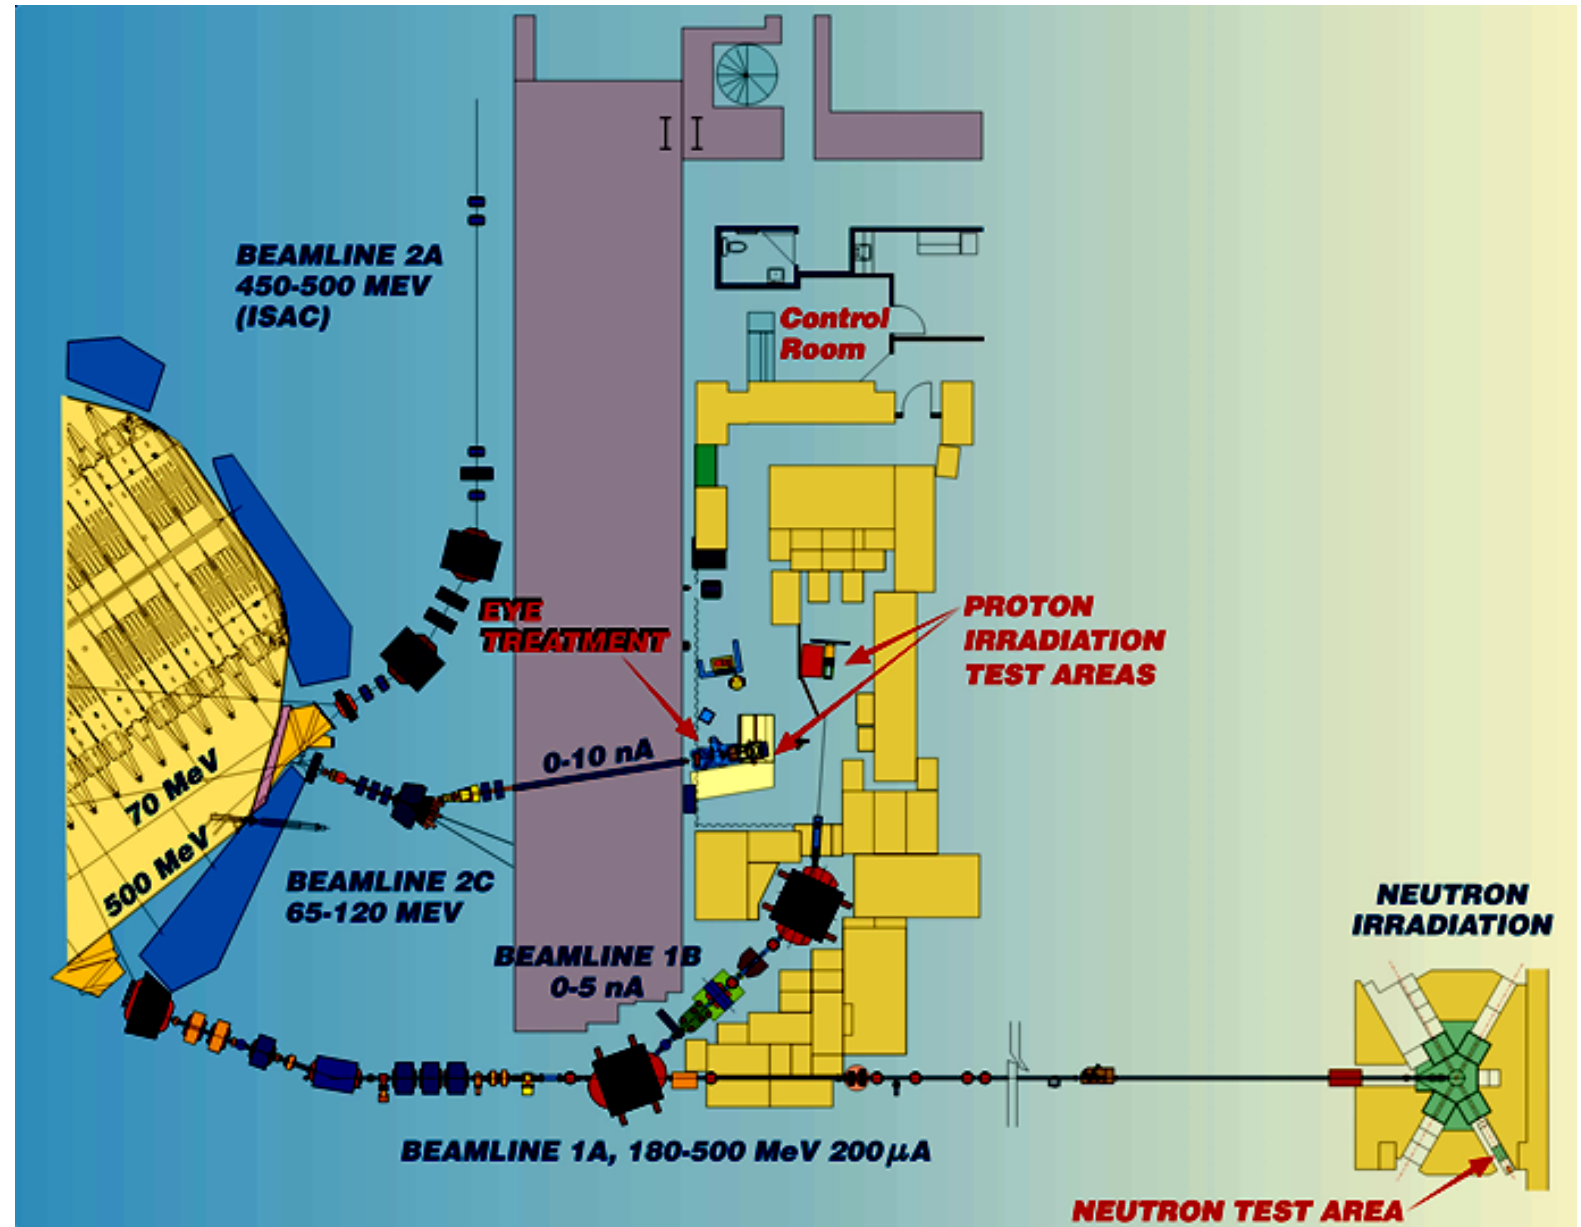 BEAMLINE 2A
450-500 MEV
(ISAC)
Control
Room
EYE
TREATMENT
PROTON
IRRADIATION
TEST AREAS
0-10 nA
70 MeV
500 MeV
BEAMLINE 2C
65-120 MEV
BEAMLINE 1B
0-5 nA
NEUTRON
IRRADIATION
BEAMLINE 1A, 180-500 MeV 200 μA
NEUTRON TEST AREA